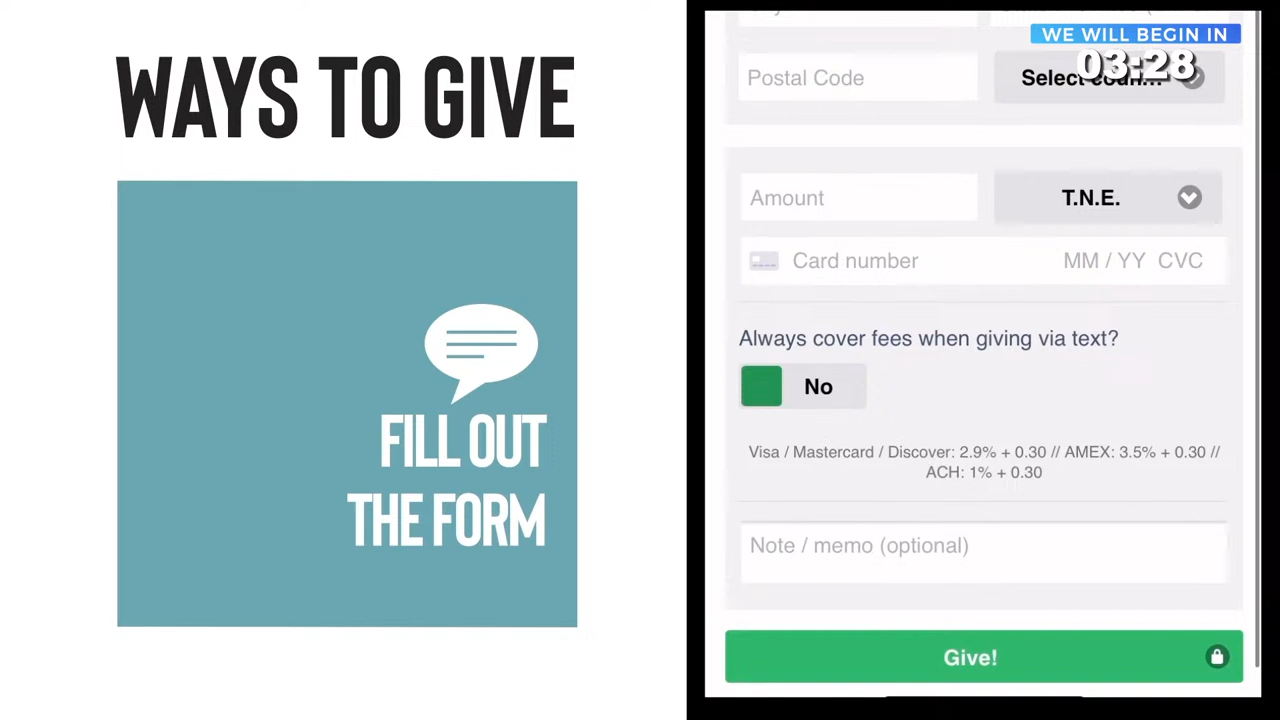 WAYS TO GIVE
FILL OUT
THE FORM
WE WILL BEGIN IN
03:28
Postal Code
Select coun...
Amount
T.N.E.
Card number MM / YY CVC
Always cover fees when giving via text?
No
Visa / Mastercard / Discover: 2.9% + 0.30 // AMEX: 3.5% + 0.30 //
ACH: 1% + 0.30
Note / memo (optional)
Give!